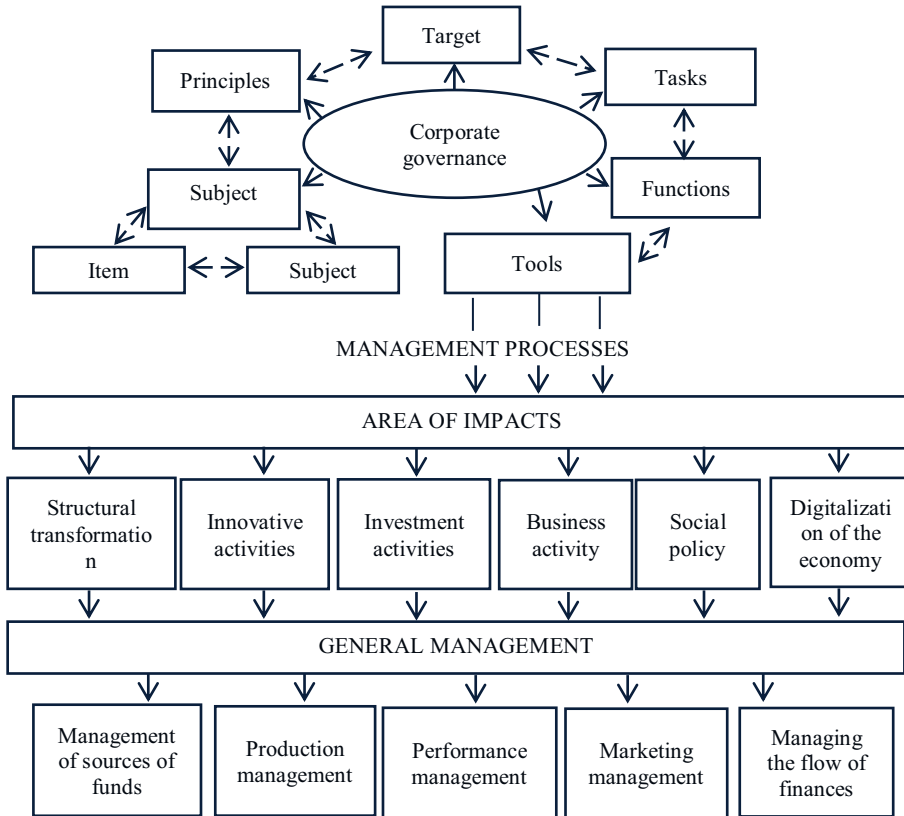 Target
Principles
Tasks
Corporate
governance
Subject
Functions
Item
Subject
Tools
MANAGEMENT PROCESSES
AREA OF IMPACTS
Structural
transformatio
n
Innovative
activities
Investment
activities
Business
activity
Social
policy
Digitalizati
on of the
economy
GENERAL MANAGEMENT
Management
of sources of
funds
Production
management
Performance
management
Marketing
management
Managing
the flow of
finances